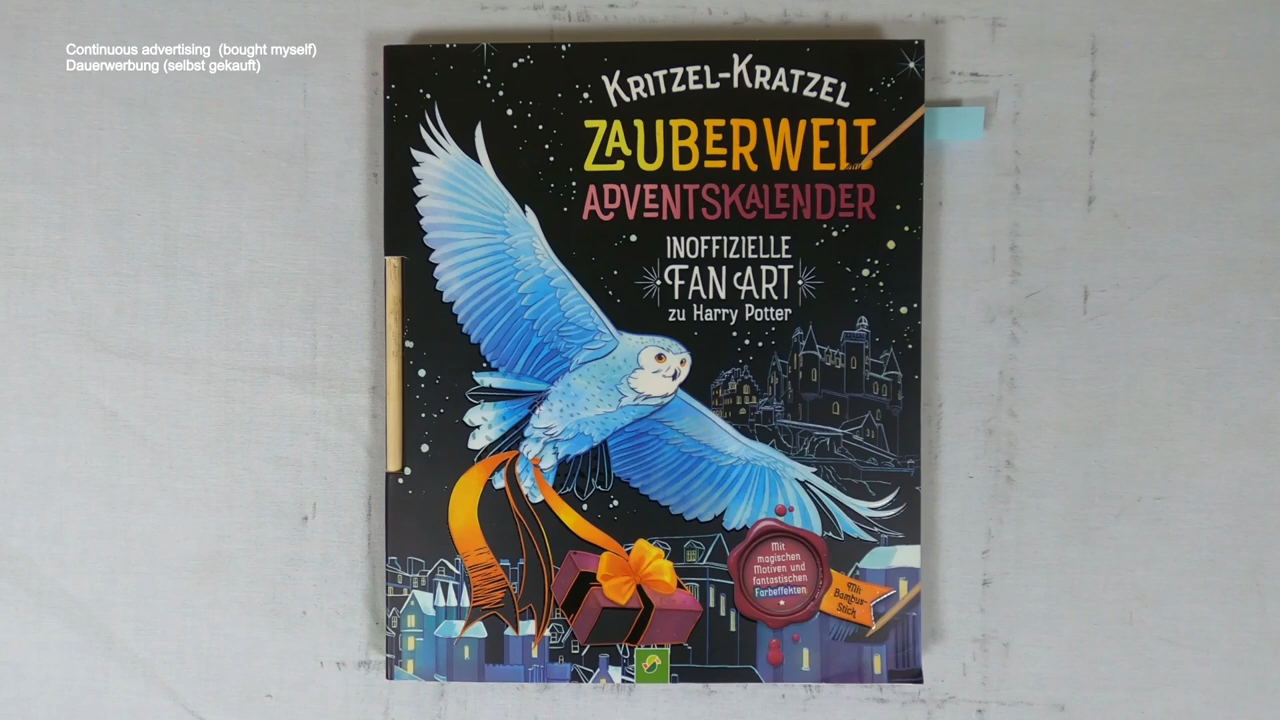 Continuous advertising (bought myself)
Dauerwerbung (selbst gekauft)
KRITZEL-KRATZEL
ZAUBERWELT
ADVENTSKALENDER
INOFFIZIELLE
FAN ART
zu Harry Potter
Mit
magischen
Motiven und
fantastischen
Farbeffekten
Mit
Bambus-
Stick